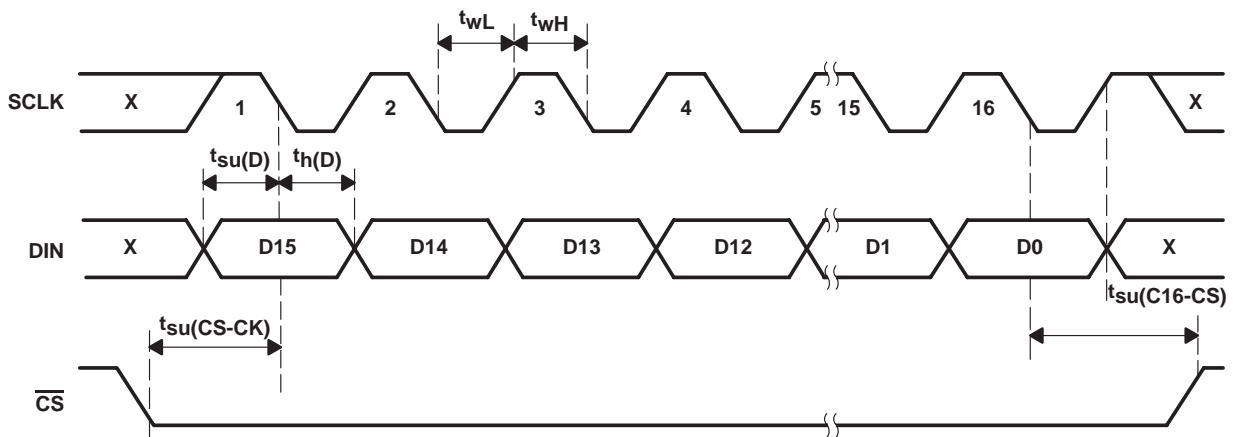 twL twH
SCLK X 1 2 3 4 5 15 16 X
tsu(D) th(D)
DIN X D15 D14 D13 D12 D1 D0 X
tsu(CS-CK) tsu(C16-CS)
CS